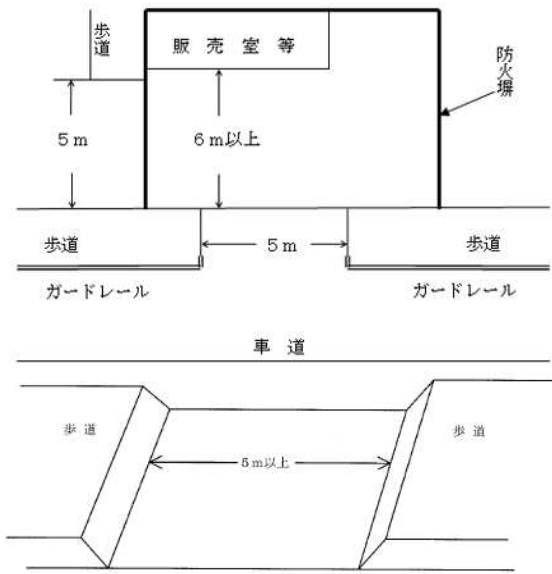 歩道
販売室等
防火塀
5m
6m以上
歩道
5m
歩道
ガードレール
ガードレール
車道
歩道
歩道
5m以上